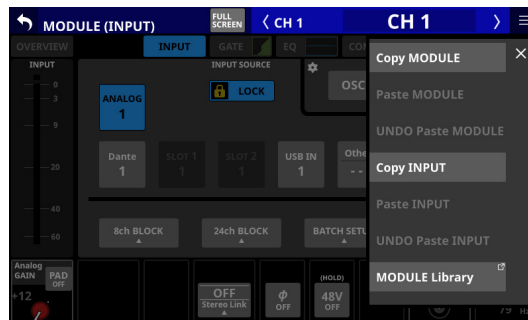 MODULE (INPUT)
FULL
SCREEN
CH 1
CH 1
OVERVIEW
INPUT
GATE
EQ
INPUT
INPUT SOURCE
LOCK
OSC
0
3
9
20
40
60
ANALOG
1
Dante
1
SLOT 1
1
SLOT 2
1
USB IN
1
--
8ch BLOCK
24ch BLOCK
Analog
GAIN
PAD
OFF
+12
OFF
Stereo Link
Φ
OFF
(HOLD)
48V
OFF
79
Copy MODULE
Paste MODULE
UNDO Paste MODULE
Copy INPUT
Paste INPUT
UNDO Paste INPUT
MODULE Library